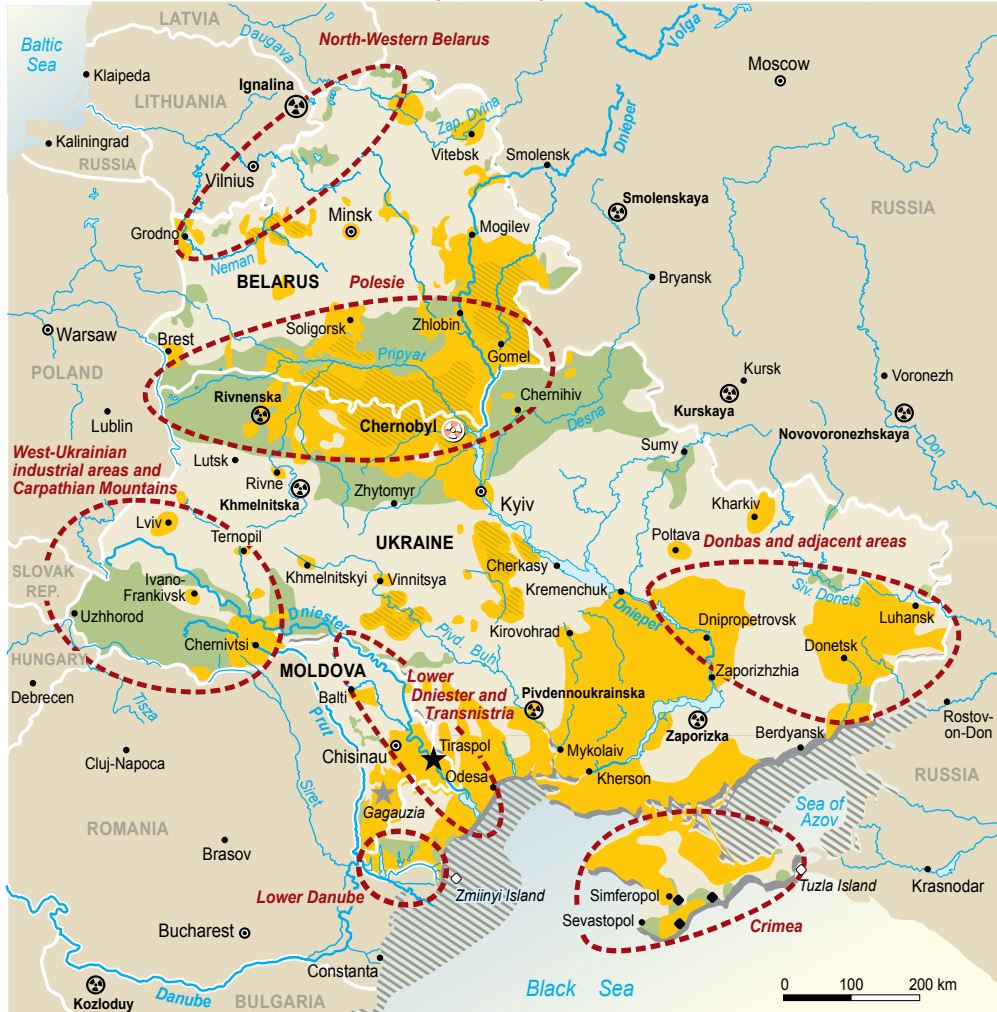 LATVIA
Baltic
Sea
Daugava
North-Western Belarus
Volga
Klaipeda
Moscow
Ignalina
LITHUANIA
Zap. Dvina
Dnieper
Kaliningrad
RUSSIA
Vitebsk
Smolensk
Vilnius
Smolenskaya
RUSSIA
Minsk
Grodno
Mogilev
Neman
Bryansk
BELARUS
Polesie
Soligorsk
Zhlobin
Warsaw
Brest
Pripyat
Gomel
POLAND
Kursk
Voronezh
Rivnenska
Chernihiv
Kurskaya
Lublin
Chernobyl
Desna
Novovoronezhskaya
Don
West-Ukrainian
industrial areas and
Carpathian Mountains
Lutsk
Sumy
Rivne
Khmelnitska
Zhytomyr
Kyiv
Kharkiv
Lviv
Ternopil
UKRAINE
Poltava
Donbas and adjacent areas
SLOVAK
REP.
Ivano-
Frankivsk
Khmelnitskyi
Vinnitsya
Cherkasy
Kremenchuk
Siv. Donets
Uzhhorod
Dniester
Dnieper
Luhansk
Chernivtsi
Pivd. Buh
Kirovohrad
Dnipropetrovsk
Donetsk
HUNGARY
MOLDOVA
Lower
Dniester and
Transnistria
Zaporizhzhia
Debrecen
Tisza
Balti
Prut
Pivdennoukrainska
Zaporizka
Rostov-
on-Don
Cluj-Napoca
Chisinau
Tiraspol
Mykolaiv
Berdyansk
Siret
Odesa
Kherson
RUSSIA
Gagauzia
Sea of
Azov
ROMANIA
Brasov
Lower Danube
Zmiinyi Island
Simferopol
Tuzla Island
Krasnodar
Sevastopol
Crimea
Bucharest
Constanta
Black Sea
0 100 200 km
Kozloduy
Danube
BULGARIA